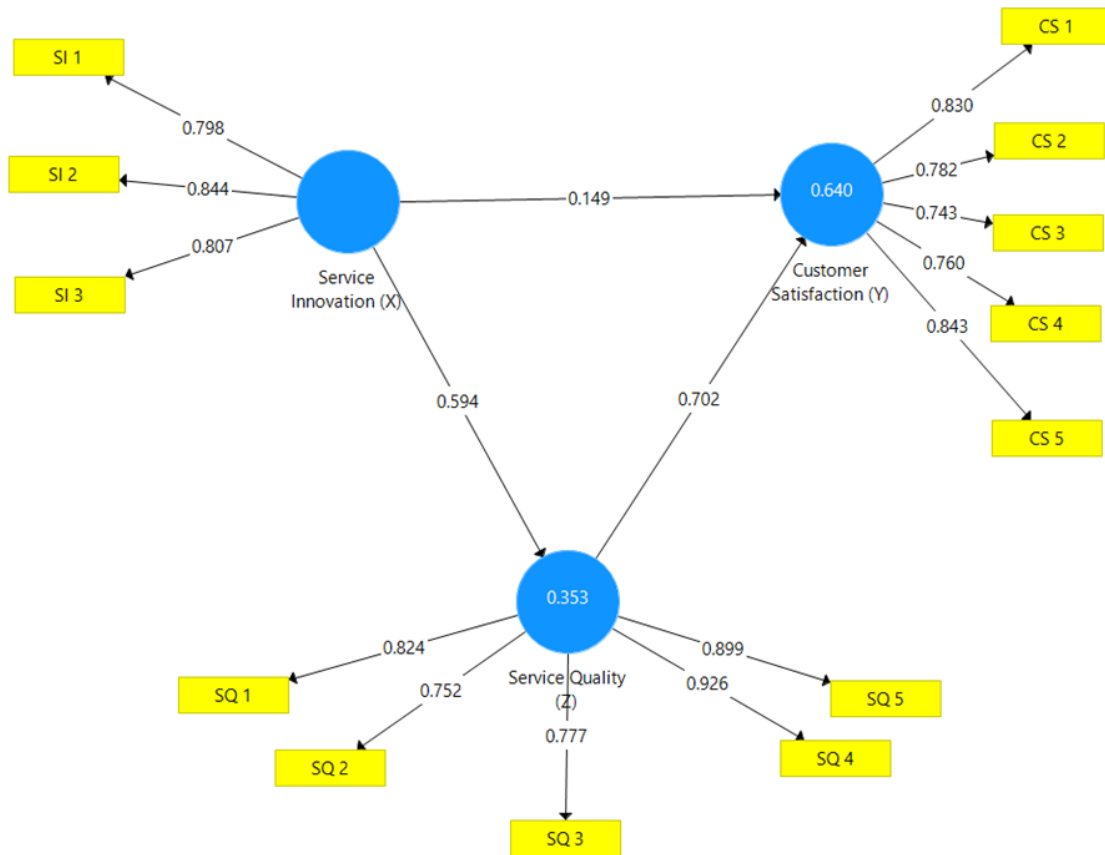 CS 1
SI 1
0.830
0.798
CS 2
0.782
SI 2
0.844
0.149
0.640
0.743
CS 3
0.807
0.760
Service
Innovation (X)
Customer
Satisfaction (Y)
SI 3
CS 4
0.843
0.594
0.702
CS 5
0.353
0.824
0.899
Service Quality
(Z)
0.926
SQ 1
0.752
SQ 5
0.777
SQ 2
SQ 4
SQ 3